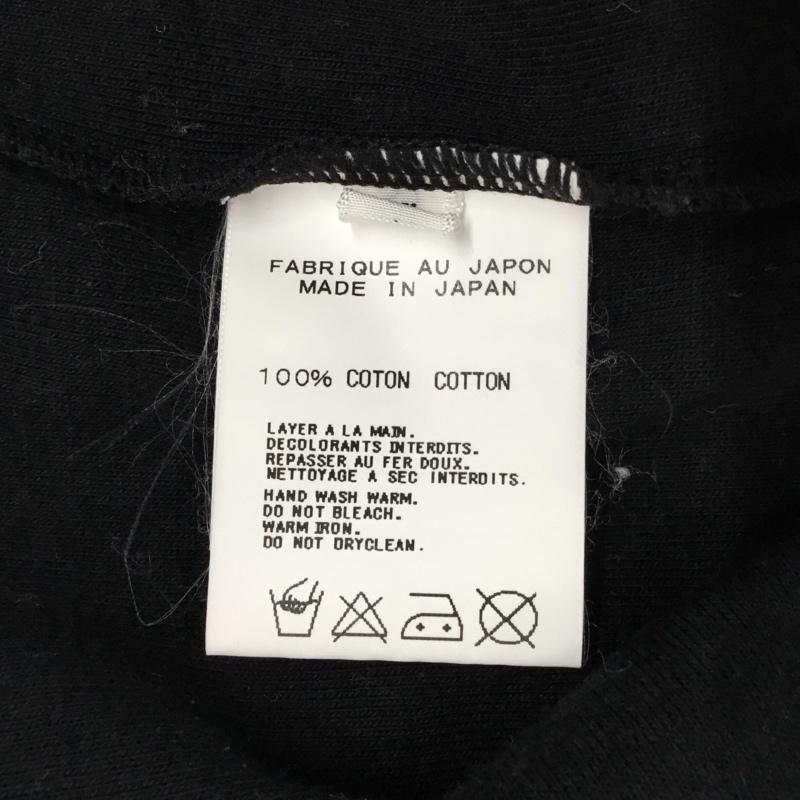 FABRIQUE AU JAPON
MADE IN JAPAN
100% COTON COTTON
LAYER A LA MAIN.
DECOLORANTS INTERDITS.
REPASSER AU FER DOUX.
NETTOYAGE A SEC INTERDITS.
HAND WASH WARM.
DO NOT BLEACH.
WARM IRON.
DO NOT DRYCLEAN.